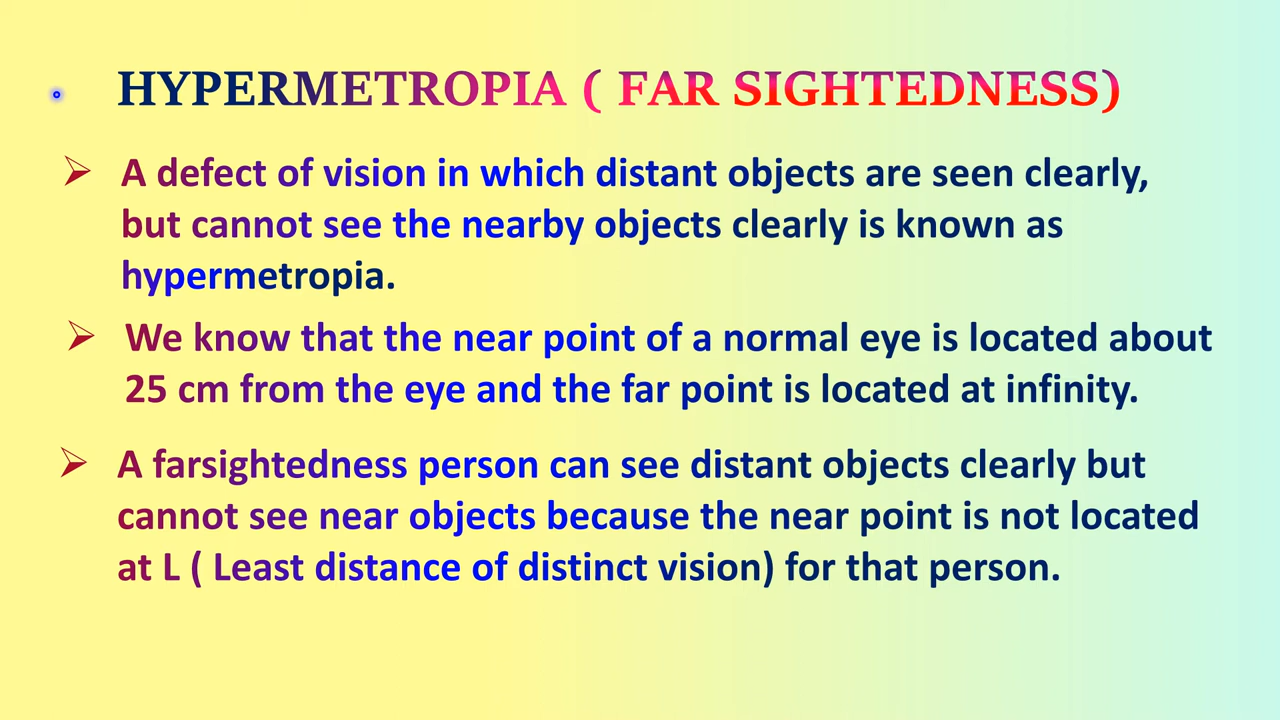 HYPERMETROPIA ( FAR SIGHTEDNESS)
A defect of vision in which distant objects are seen clearly,
but cannot see the nearby objects clearly is known as
hypermetropia.
We know that the near point of a normal eye is located about
25 cm from the eye and the far point is located at infinity.
A farsightedness person can see distant objects clearly but
cannot see near objects because the near point is not located
at L ( Least distance of distinct vision) for that person.